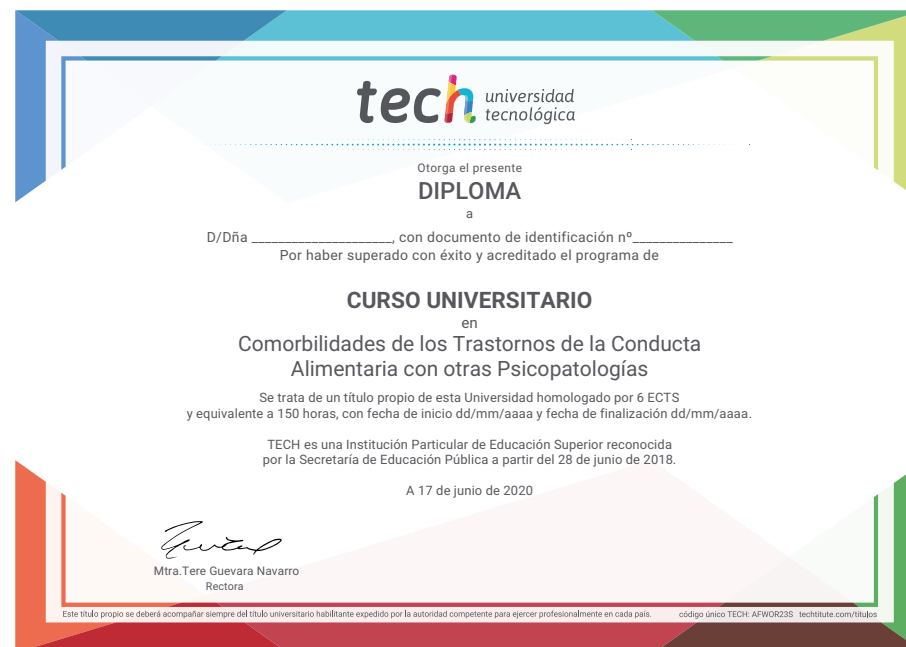 tech universidad
tecnológica
Otorga el presente
DIPLOMA
a
D/Dña _____________________, con documento de identificación nº_______________
Por haber superado con éxito y acreditado el programa de
CURSO UNIVERSITARIO
en
Comorbilidades de los Trastornos de la Conducta
Alimentaria con otras Psicopatologías
Se trata de un título propio de esta Universidad homologado por 6 ECTS
y equivalente a 150 horas, con fecha de inicio dd/mm/aaaa y fecha de finalización dd/mm/aaaa.
TECH es una Institución Particular de Educación Superior reconocida
por la Secretaría de Educación Pública a partir del 28 de junio de 2018.
A 17 de junio de 2020
Mtra.Tere Guevara Navarro
Rectora
Este título propio se deberá acompañar siempre del título universitario habilitante expedido por la autoridad competente para ejercer profesionalmente en cada país. código único TECH: AFWOR23S techtitute.com/títulos